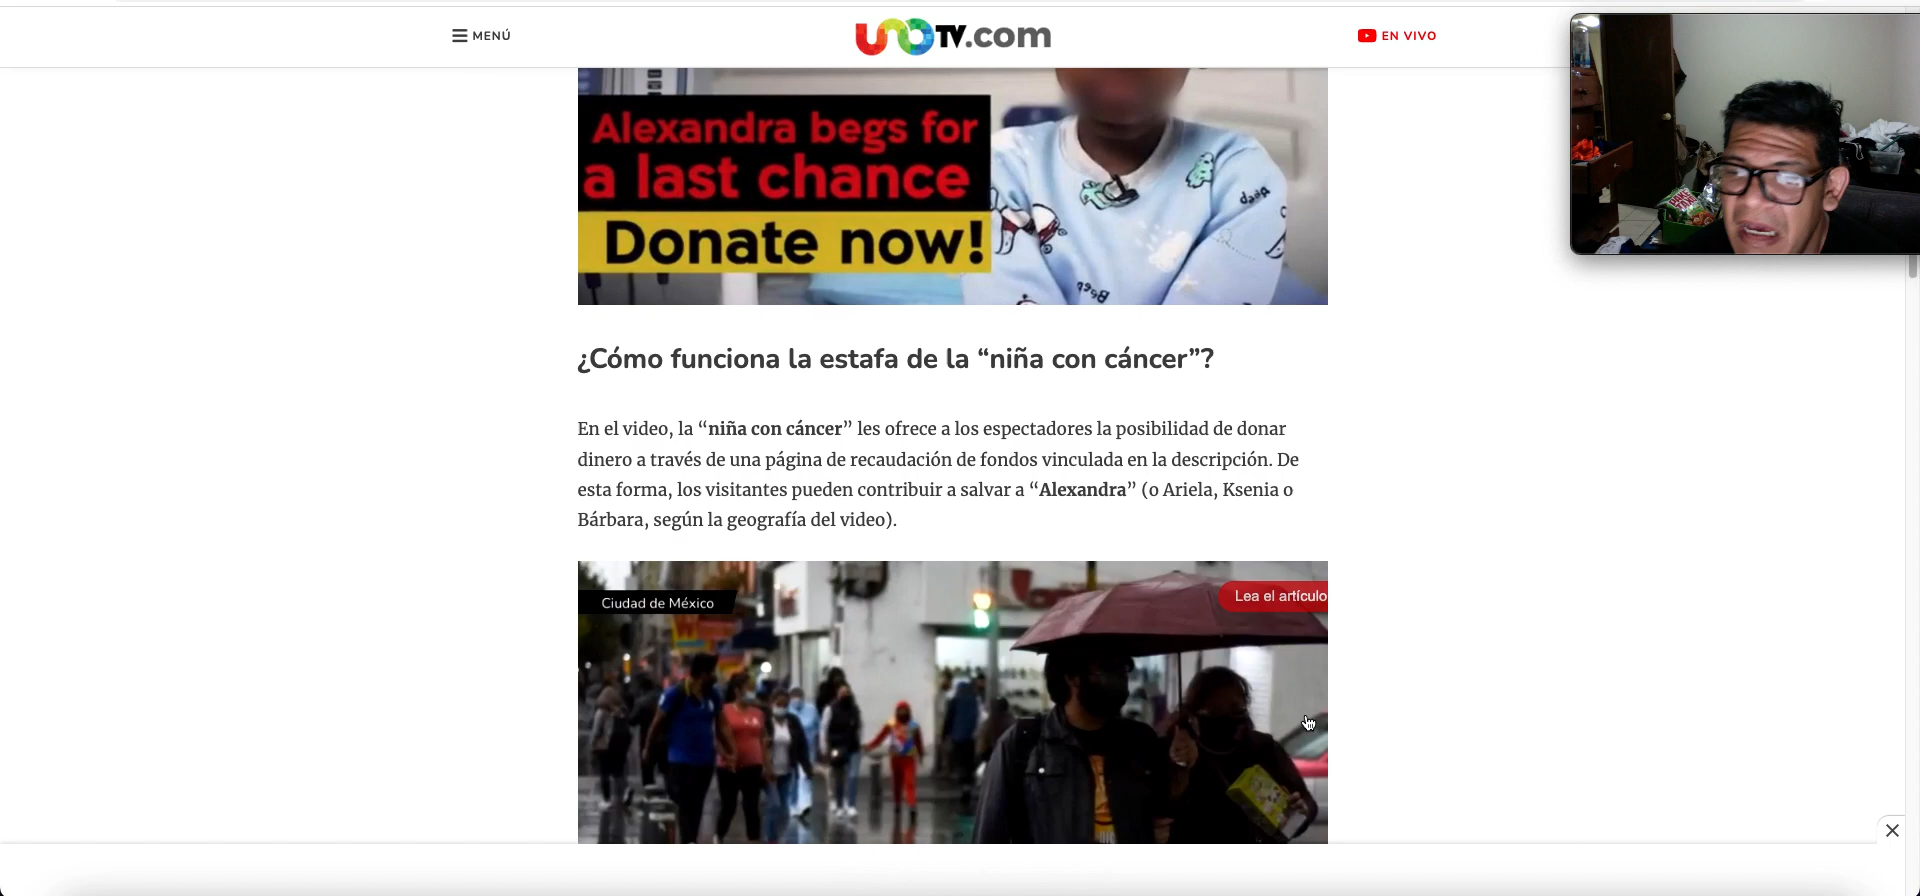 MENÚ
unoTV.com
EN VIVO
Alexandra begs for
a last chance
Donate now!
Beep
¿Cómo funciona la estafa de la “niña con cáncer”?
En el video, la “niña con cáncer” les ofrece a los espectadores la posibilidad de donar
dinero a través de una página de recaudación de fondos vinculada en la descripción. De
esta forma, los visitantes pueden contribuir a salvar a “Alexandra” (o Ariela, Ksenia o
Bárbara, según la geografía del video).
Ciudad de México
Lea el artículo